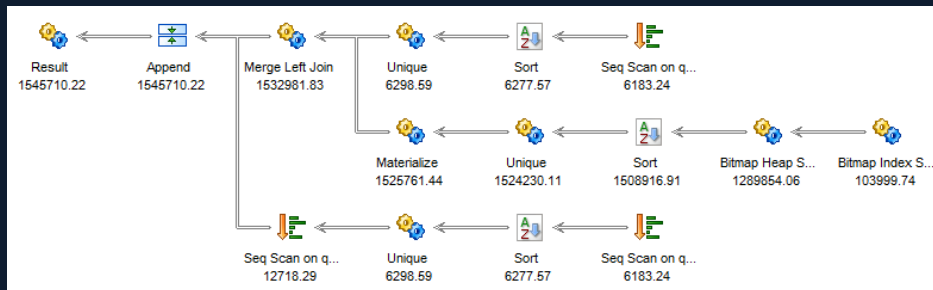 Result
1545710.22
Append
1545710.22
Merge Left Join
1532981.83
Unique
6298.59
Sort
6277.57
Seq Scan on q...
6183.24
Materialize
1525761.44
Unique
1524230.11
Sort
1508916.91
Bitmap Heap S...
1289854.06
Bitmap Index S...
103999.74
Seq Scan on q...
12718.29
Unique
6298.59
Sort
6277.57
Seq Scan on q...
6183.24